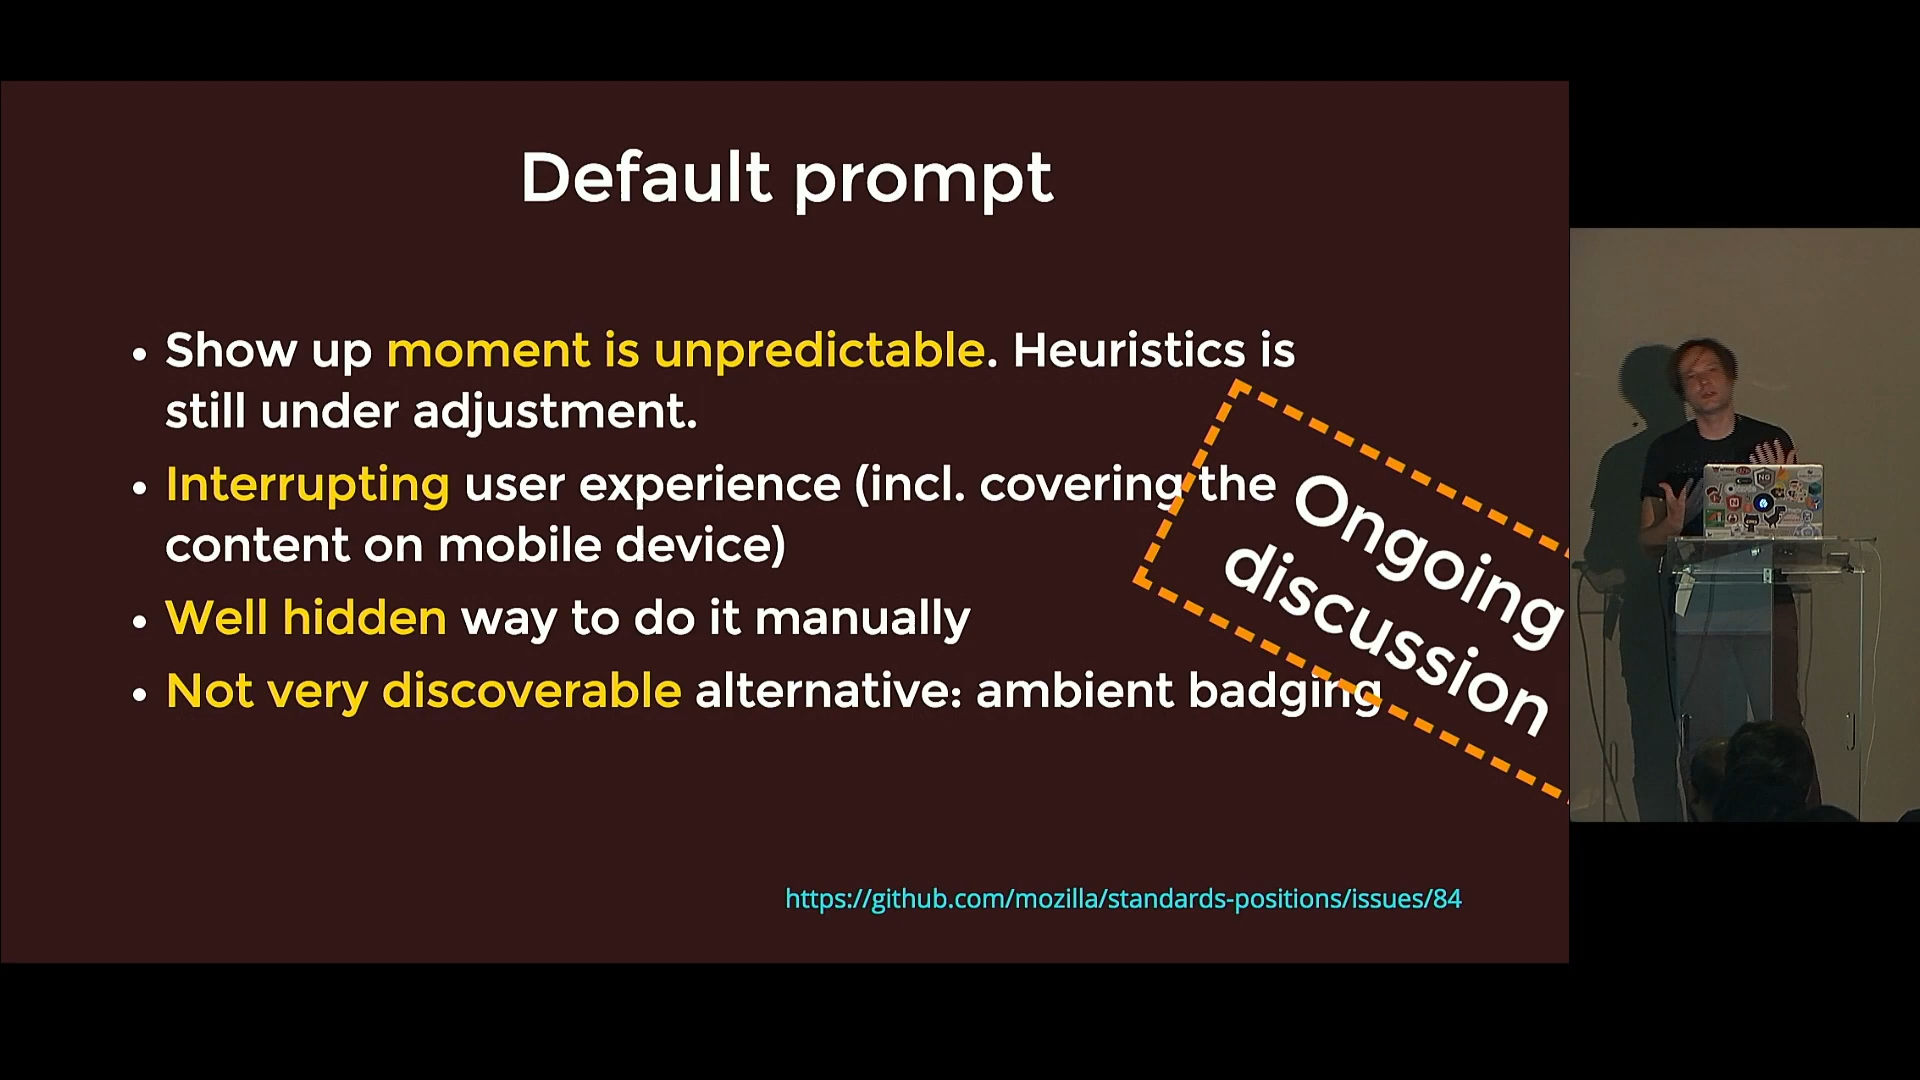 Default prompt
• Show up moment is unpredictable. Heuristics is
still under adjustment.
• Interrupting user experience (incl. covering the
content on mobile device)
• Well hidden way to do it manually
• Not very discoverable alternative: ambient badging
Ongoing
discussion
https://github.com/mozilla/standards-positions/issues/84